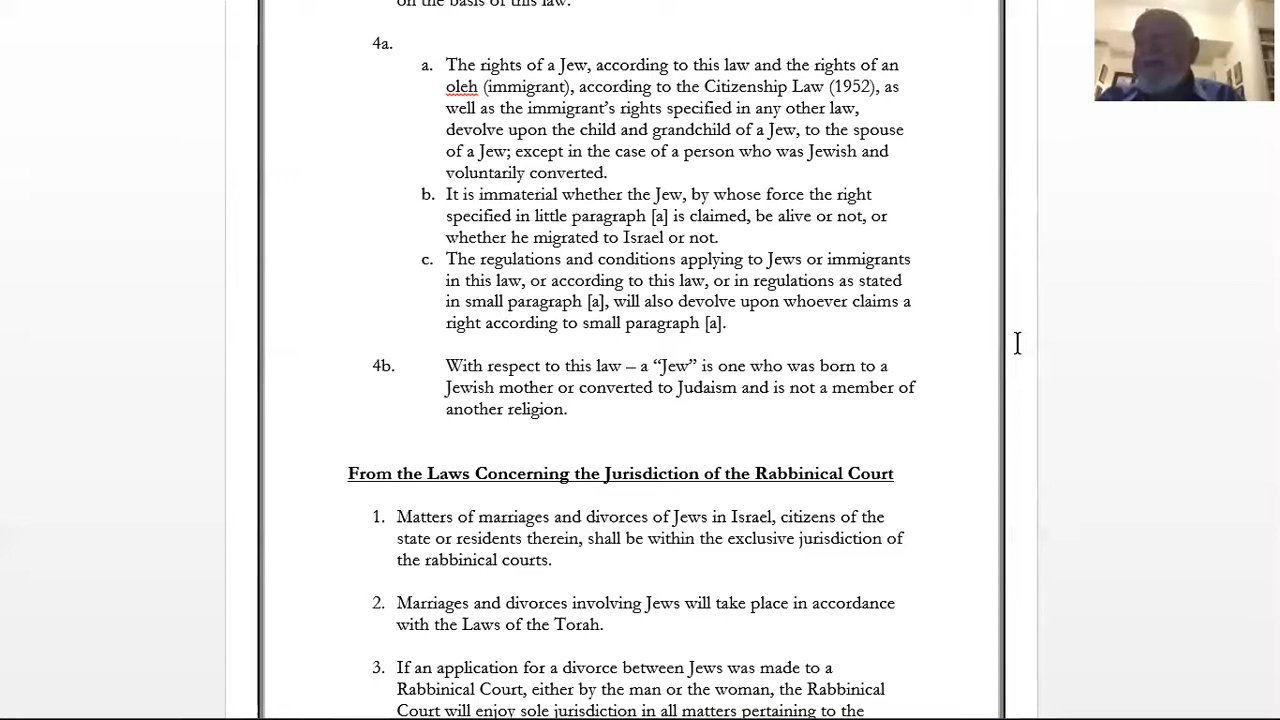 on the basis of this law.
4a.
a. The rights of a Jew, according to this law and the rights of an
oleh (immigrant), according to the Citizenship Law (1952), as
well as the immigrant’s rights specified in any other law,
devolve upon the child and grandchild of a Jew, to the spouse
of a Jew; except in the case of a person who was Jewish and
voluntarily converted.
b. It is immaterial whether the Jew, by whose force the right
specified in little paragraph [a] is claimed, be alive or not, or
whether he migrated to Israel or not.
c. The regulations and conditions applying to Jews or immigrants
in this law, or according to this law, or in regulations as stated
in small paragraph [a], will also devolve upon whoever claims a
right according to small paragraph [a].
4b. With respect to this law – a “Jew” is one who was born to a
Jewish mother or converted to Judaism and is not a member of
another religion.
From the Laws Concerning the Jurisdiction of the Rabbinical Court
1. Matters of marriages and divorces of Jews in Israel, citizens of the
state or residents therein, shall be within the exclusive jurisdiction of
the rabbinical courts.
2. Marriages and divorces involving Jews will take place in accordance
with the Laws of the Torah.
3. If an application for a divorce between Jews was made to a
Rabbinical Court, either by the man or the woman, the Rabbinical
Court will enjoy sole jurisdiction in all matters pertaining to the